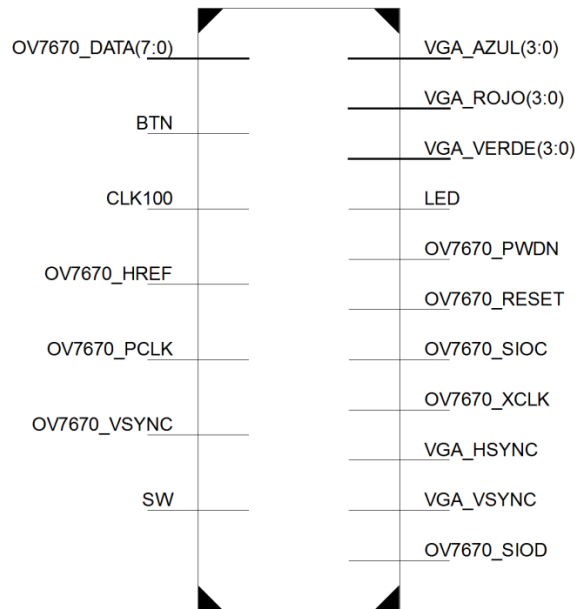 OV7670_DATA(7:0)
BTN
CLK100
OV7670_HREF
OV7670_PCLK
OV7670_VSYNC
SW
VGA_AZUL(3:0)
VGA_ROJO(3:0)
VGA_VERDE(3:0)
LED
OV7670_PWDN
OV7670_RESET
OV7670_SIOC
OV7670_XCLK
VGA_HSYNC
VGA_VSYNC
OV7670_SIOD